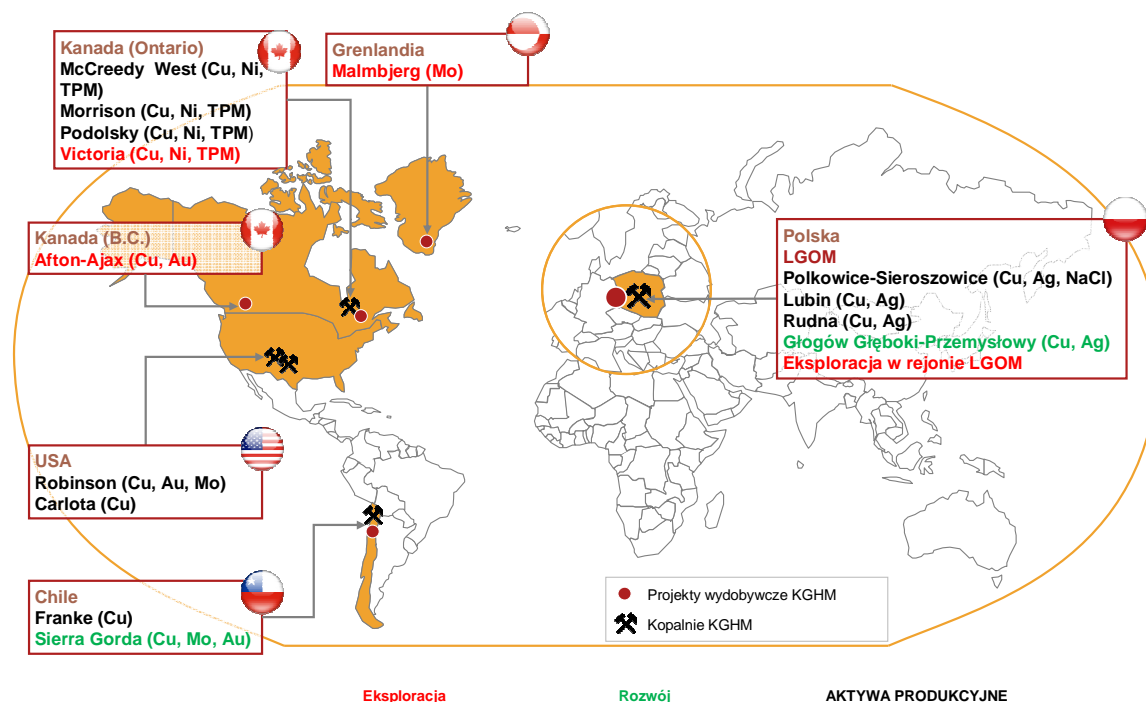 Kanada (Ontario)
McCreedy West (Cu, Ni,
TPM)
Morrison (Cu, Ni, TPM)
Podolsky (Cu, Ni, TPM)
Victoria (Cu, Ni, TPM)
Grenlandia
Malmbjerg (Mo)
Kanada (B.C.)
Afton-Ajax (Cu, Au)
Polska
LGOM
Polkowice-Sieroszowice (Cu, Ag, NaCl)
Lubin (Cu, Ag)
Rudna (Cu, Ag)
Głogów Głęboki-Przemysłowy (Cu, Ag)
Eksploracja w rejonie LGOM
USA
Robinson (Cu, Au, Mo)
Carlota (Cu)
Chile
Franke (Cu)
Sierra Gorda (Cu, Mo, Au)
Projekty wydobywcze KGHM
Kopalnie KGHM
Eksploracja
Rozwój
AKTYWA PRODUKCYJNE